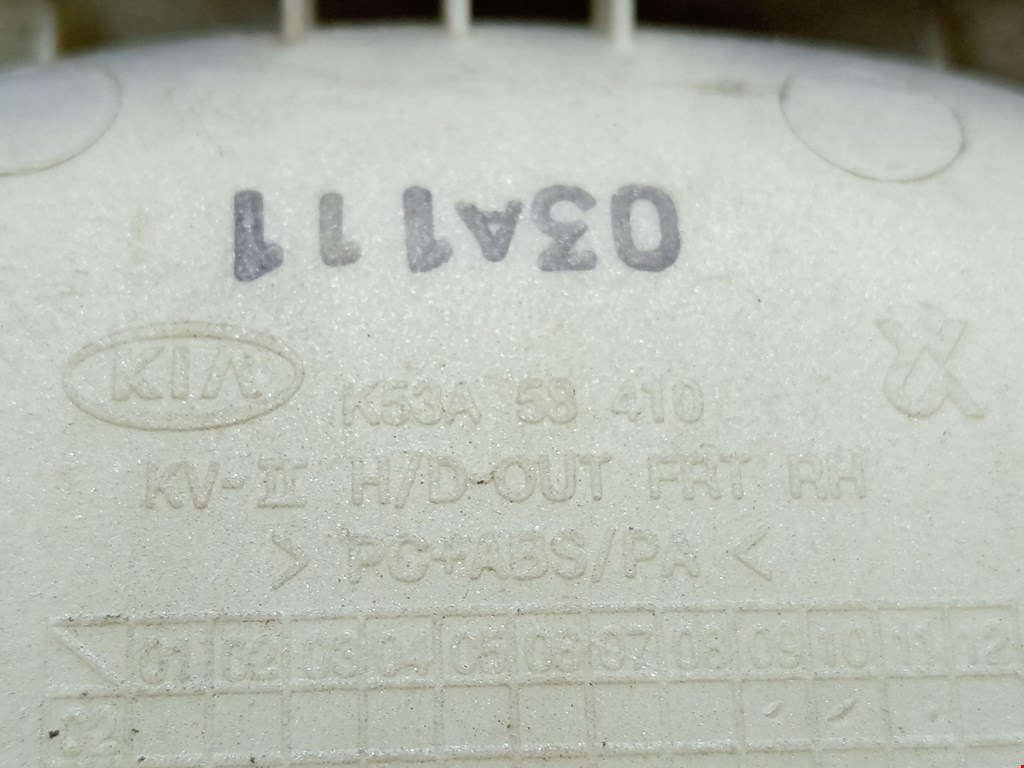 03A111
KIA K53A 58 410
KV-II H/D-OUT FRT RH
> PC+ABS/PA <
01 02 03 04 05 06 07 08 09 10 11 12
02